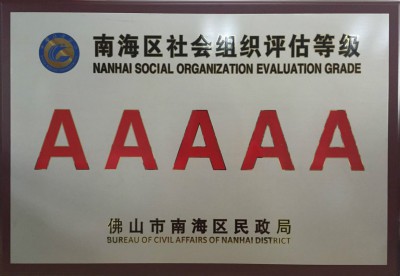 南海区社会组织评估等级
NANHAI SOCIAL ORGANIZATION EVALUATION GRADE
AAAAA
佛山市南海区民政局
BUREAU OF CIVIL AFFAIRS OF NANHAI DISTRICT